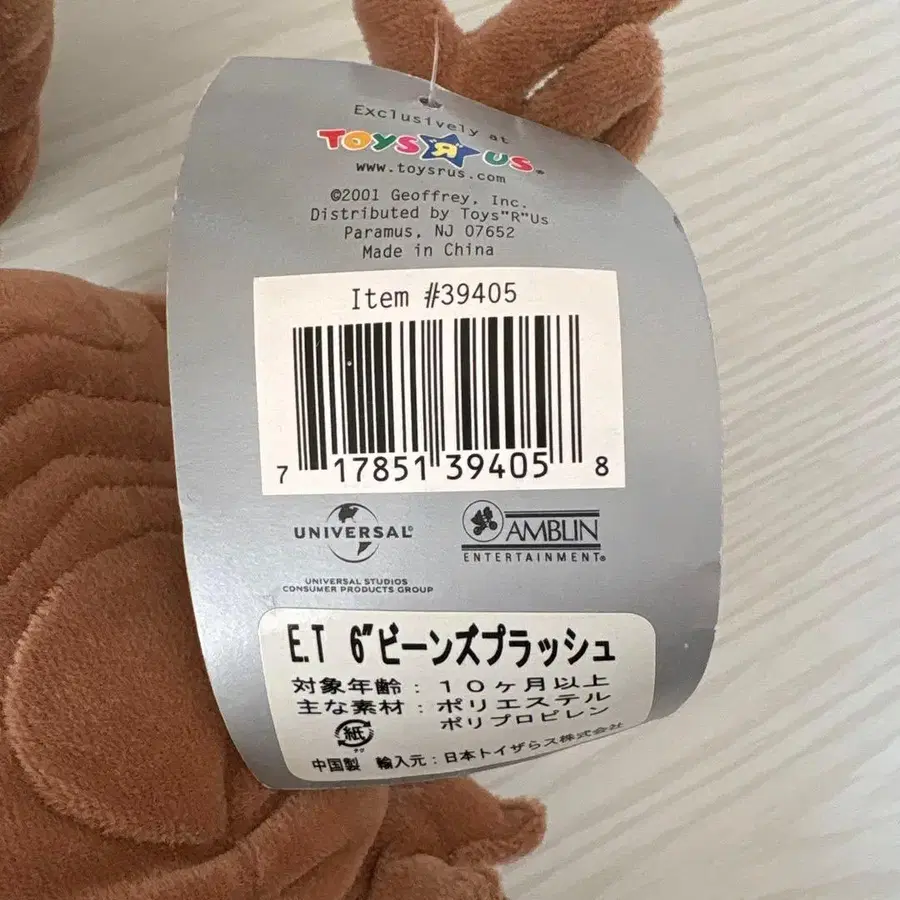 Exclusively at
TOYS"R"US®
www.toysrus.com
©2001 Geoffrey, Inc.
Distributed by Toys"R"Us
Paramus, NJ 07652
Made in China
Item #39405
7 17851 39405 8
UNIVERSAL®
UNIVERSAL STUDIOS
CONSUMER PRODUCTS GROUP
AMBLIN
ENTERTAINMENT®
E.T 6"ビーンズプラッシュ
対象年齢：10ヶ月以上
主な素材：ポリエステル
ポリプロピレン
紙
タグ
中国製 輸入元：日本トイザらス株式会社